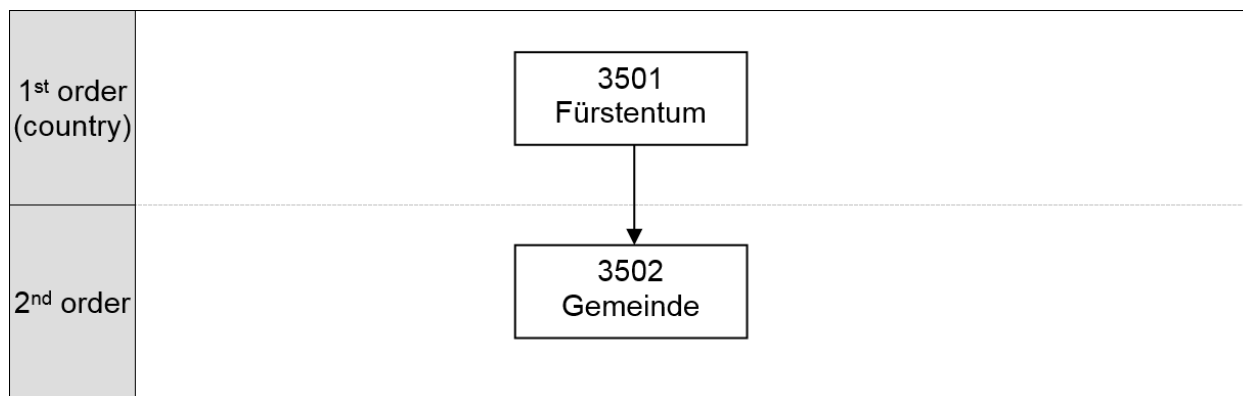 1st order
(country)
3501
Fürstentum
2nd order
3502
Gemeinde